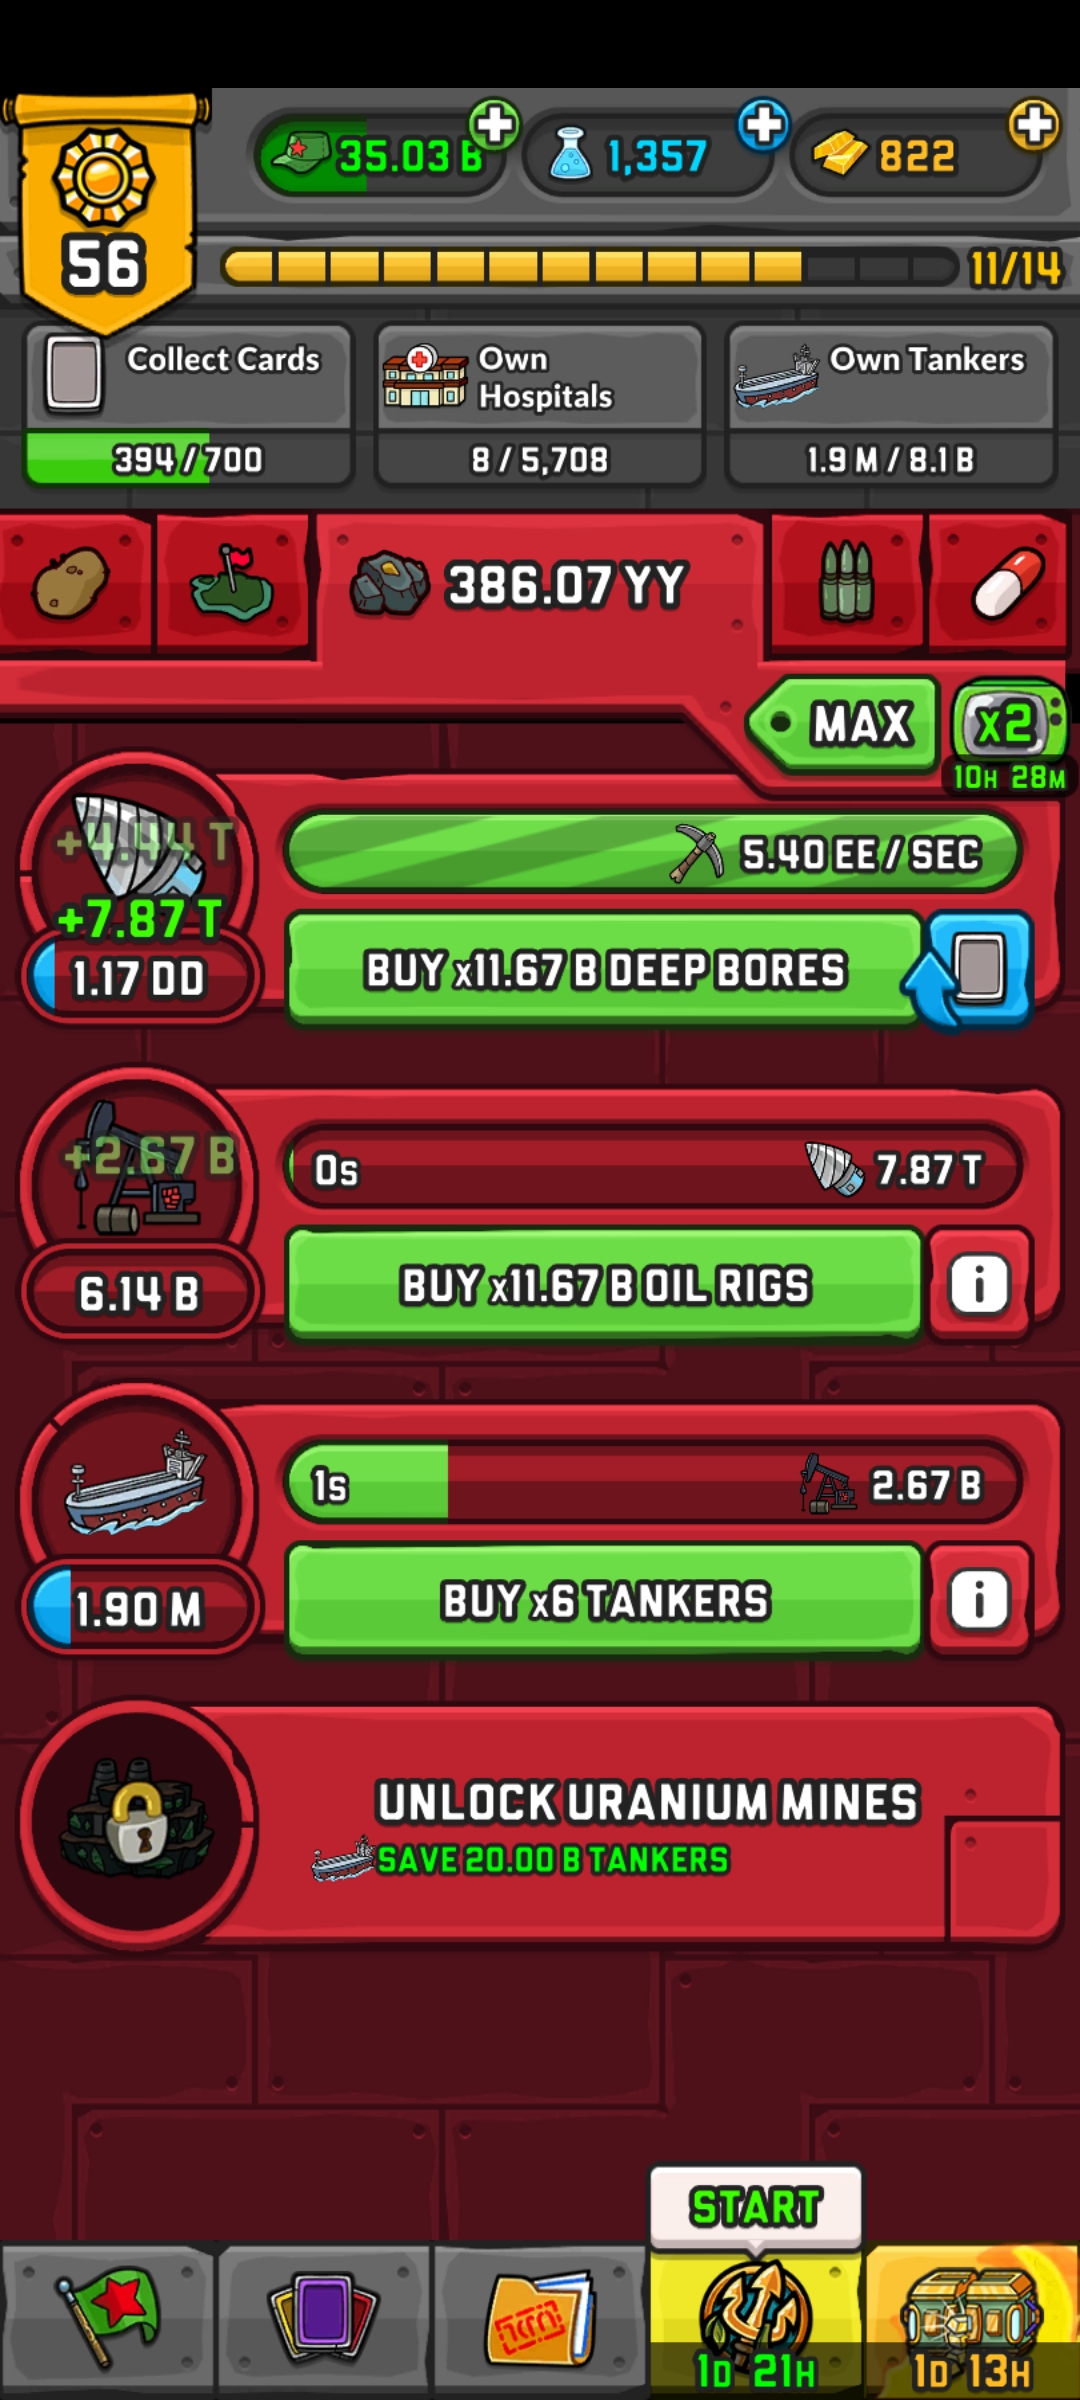 56
35.03 B
1,357
822
11/14
Collect Cards
394 / 700
Own
Hospitals
8 / 5,708
Own Tankers
1.9 M / 8.1 B
386.07 YY
MAX
x2
10H 28M
+4.44 T
+7.87 T
1.17 DD
5.40 EE / SEC
BUY x11.67 B DEEP BORES
+2.67 B
6.14 B
0s
7.87 T
BUY x11.67 B OIL RIGS
i
1s
2.67 B
1.90 M
BUY x6 TANKERS
i
UNLOCK URANIUM MINES
SAVE 20.00 B TANKERS
START
1D 21H
1D 13H